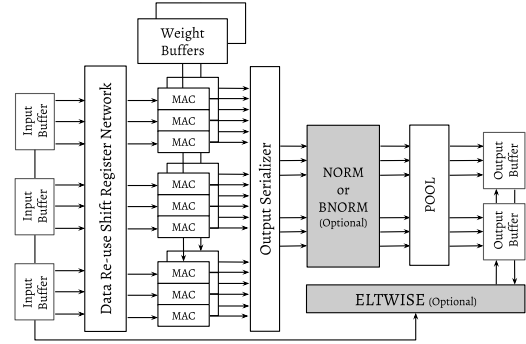 Weight
Buffers
Input
Buffer
Input
Buffer
Input
Buffer
Data Re-use Shift Register Network
MAC
MAC
MAC
MAC
MAC
MAC
MAC
MAC
MAC
Output Serializer
NORM
or
BNORM
(Optional)
POOL
Output
Buffer
Output
Buffer
ELTWISE (Optional)